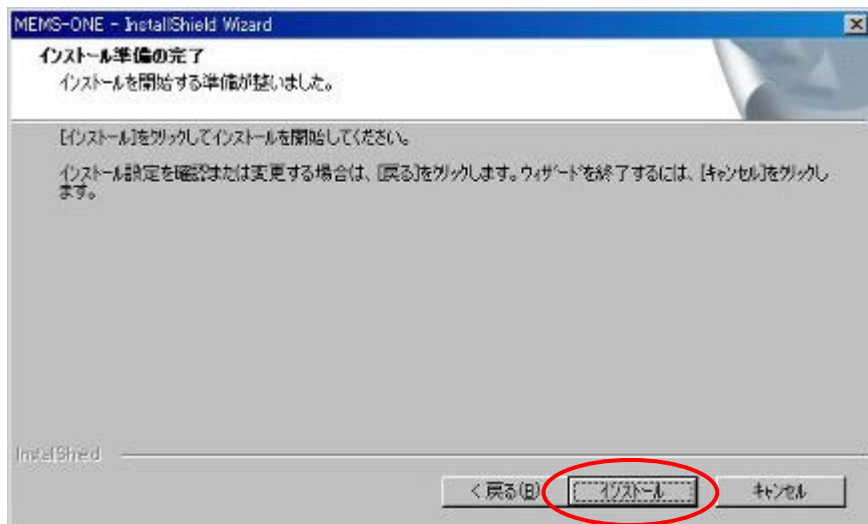 MEMS-ONE - InstallShield Wizard
インストール準備の完了
インストールを開始する準備が整いました。
[インストール]をクリックしてインストールを開始してください。
インストール設定を確認または変更する場合は、[戻る]をクリックします。ウィザードを終了するには、[キャンセル]をクリックし
ます。
InstallShield
< 戻る(B)
インストール
キャンセル